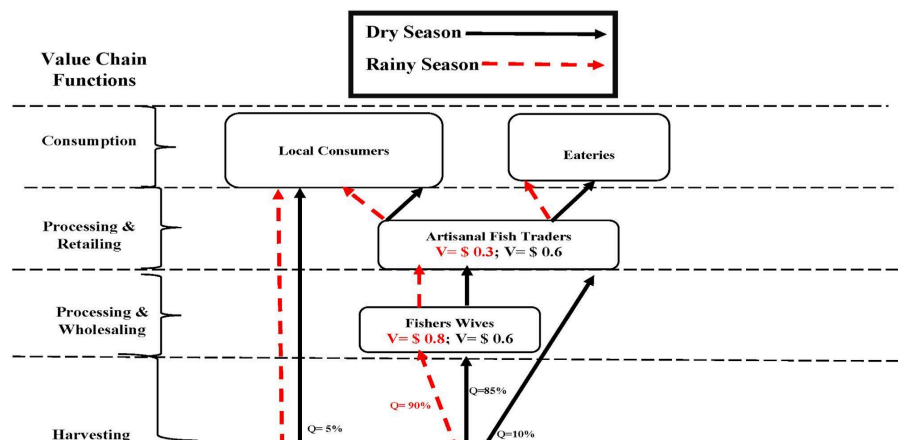 Dry Season
Rainy Season
Value Chain
Functions
Consumption
Local Consumers
Eateries
Processing &
Retailing
Artisanal Fish Traders
V= $ 0.3; V= $ 0.6
Processing &
Wholesaling
Fishers Wives
V= $ 0.8; V= $ 0.6
Q=85%
Q= 90%
Harvesting
Q= 5%
Q=10%